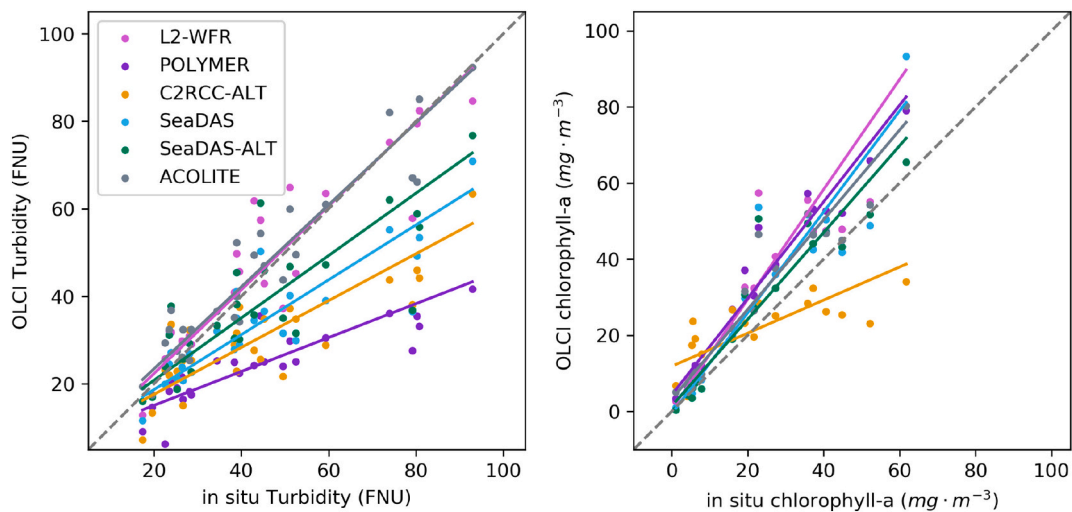 L2-WFR
POLYMER
C2RCC-ALT
SeaDAS
SeaDAS-ALT
ACOLITE
OLCI Turbidity (FNU)
100
80
60
40
20
20 40 60 80 100
in situ Turbidity (FNU)
OLCI chlorophyll-a (mg · m⁻³)
100
80
60
40
20
0
0 20 40 60 80 100
in situ chlorophyll-a (mg · m⁻³)